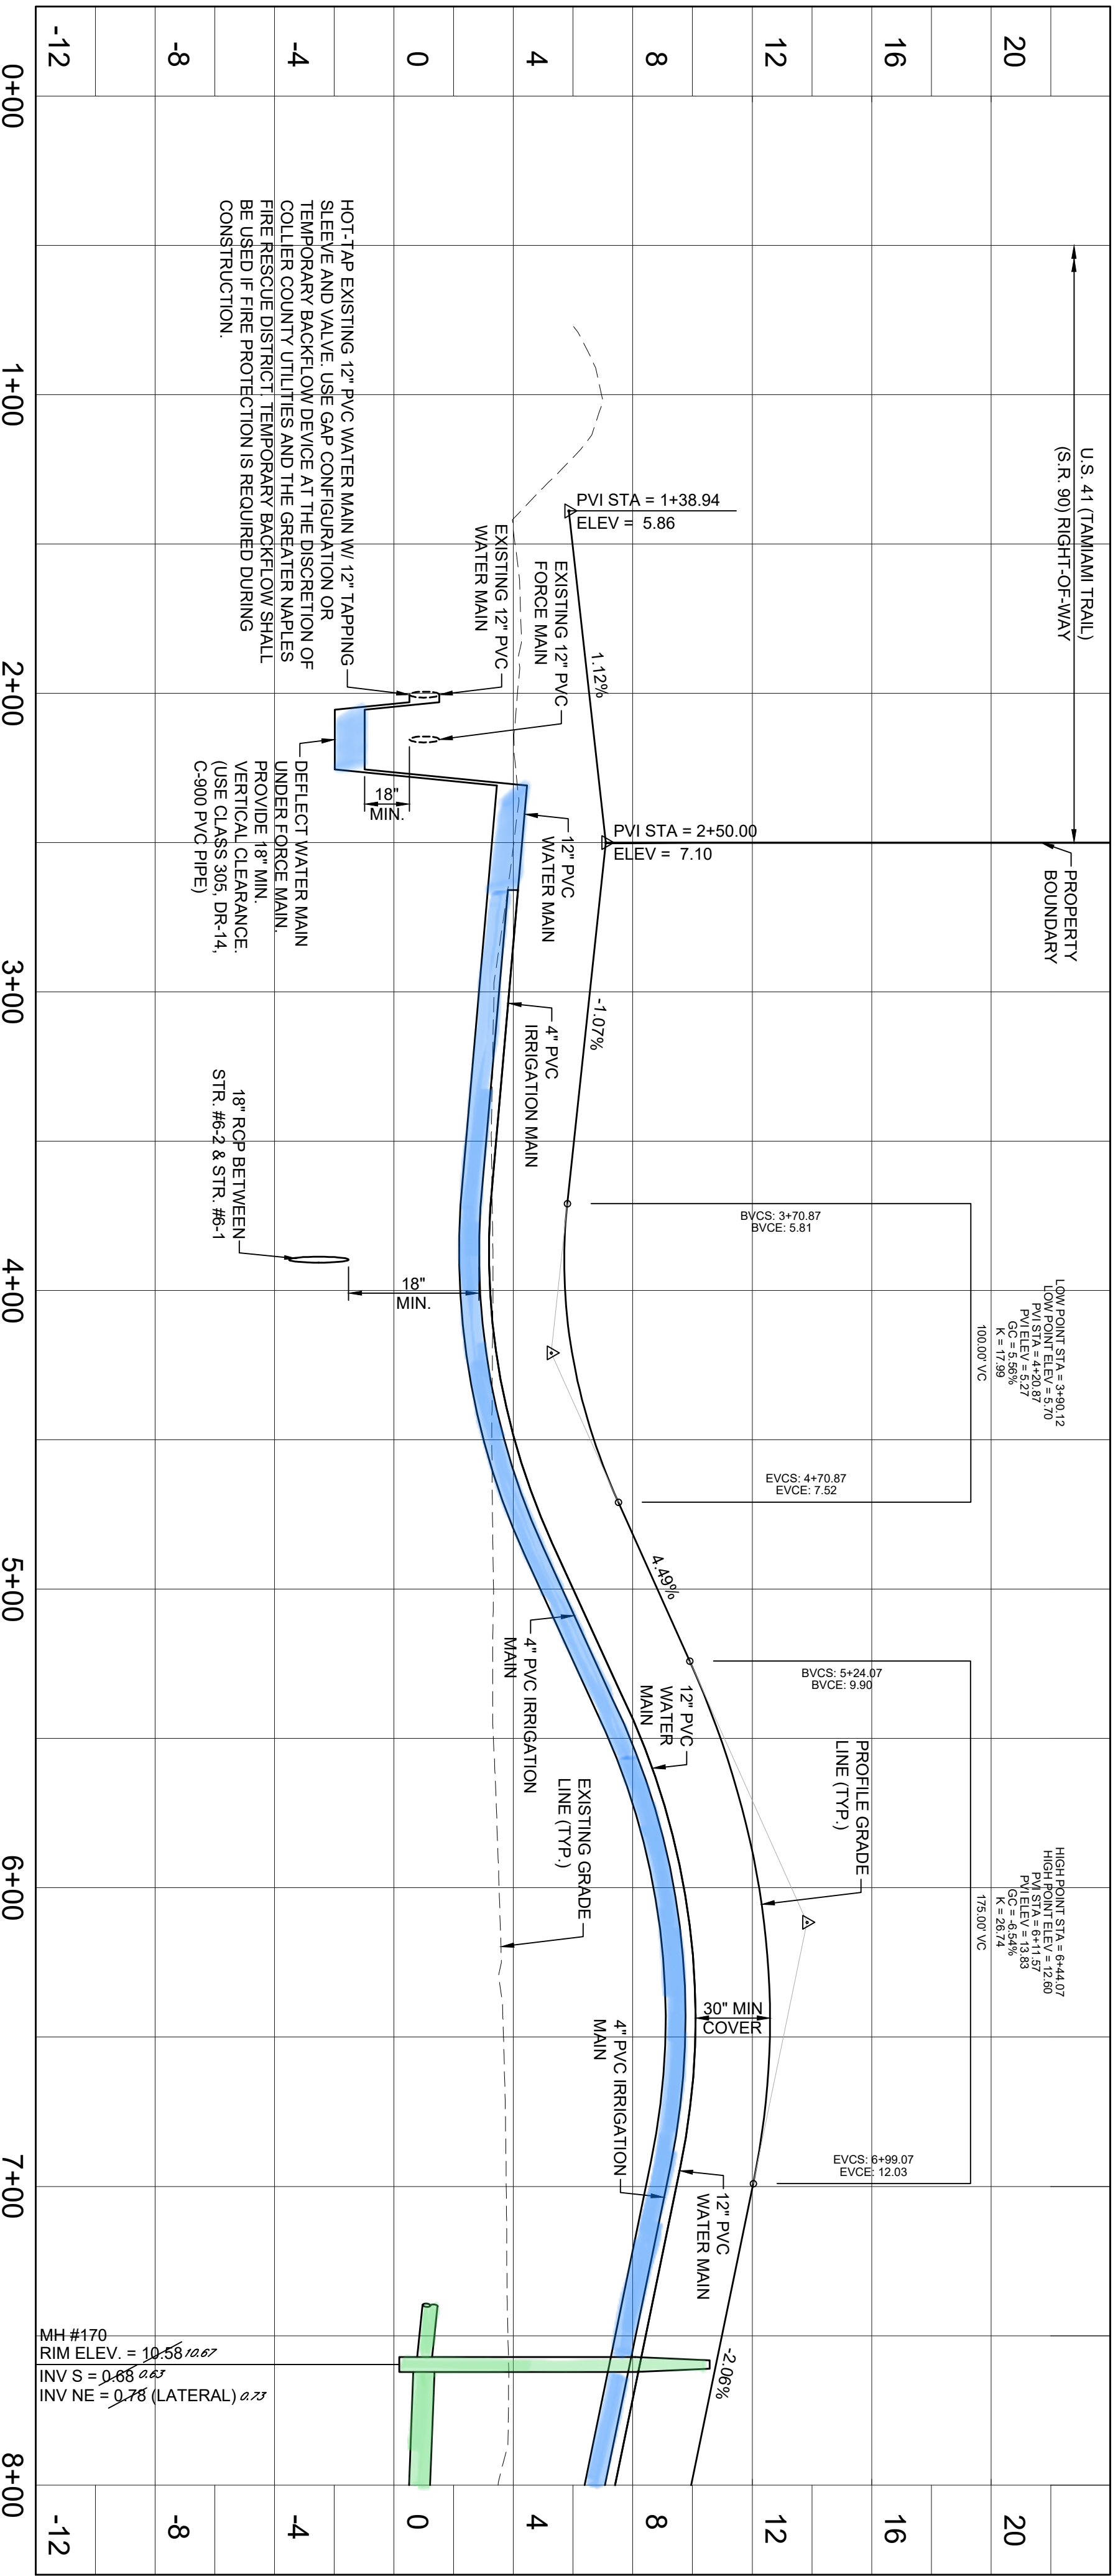 20
16
12
8
4
0
-4
-8
-12
U.S. 41 (TAMIAMI TRAIL)
(S.R. 90) RIGHT-OF-WAY
PROPERTY
BOUNDARY
PVI STA = 1+38.94
ELEV = 5.86
1.12%
PVI STA = 2+50.00
ELEV = 7.10
-1.07%
EXISTING 12" PVC
FORCE MAIN
EXISTING 12" PVC
WATER MAIN
HOT-TAP EXISTING 12" PVC WATER MAIN W/ 12" TAPPING
SLEEVE AND VALVE. USE GAP CONFIGURATION OR
TEMPORARY BACKFLOW DEVICE AT THE DISCRETION OF
COLLIER COUNTY UTILITIES AND THE GREATER NAPLES
FIRE RESCUE DISTRICT. TEMPORARY BACKFLOW SHALL
BE USED IF FIRE PROTECTION IS REQUIRED DURING
CONSTRUCTION.
18"
MIN.
DEFLECT WATER MAIN
UNDER FORCE MAIN.
PROVIDE 18" MIN.
VERTICAL CLEARANCE.
(USE CLASS 305, DR-14,
C-900 PVC PIPE)
12" PVC
WATER MAIN
4" PVC
IRRIGATION MAIN
18" RCP BETWEEN
STR. #6-2 & STR. #6-1
18"
MIN.
LOW POINT STA = 3+90.12
LOW POINT ELEV = 5.70
PVI STA = 4+20.87
PVI ELEV = 5.27
GC = 5.56%
K = 17.99
100.00' VC
BVCS: 3+70.87
BVCE: 5.81
EVCS: 4+70.87
EVCE: 7.52
4.49%
4" PVC IRRIGATION
MAIN
12" PVC
WATER
MAIN
EXISTING GRADE
LINE (TYP.)
PROFILE GRADE
LINE (TYP.)
HIGH POINT STA = 6+44.07
HIGH POINT ELEV = 12.60
PVI STA = 6+11.57
PVI ELEV = 13.83
GC = -6.54%
K = 26.74
175.00' VC
BVCS: 5+24.07
BVCE: 9.90
EVCS: 6+99.07
EVCE: 12.03
30" MIN
COVER
4" PVC IRRIGATION
MAIN
12" PVC
WATER MAIN
-2.06%
MH #170
RIM ELEV. = 10.58 10.67
INV S = 0.68 0.63
INV NE = 0.78 (LATERAL) 0.73
20
16
12
8
4
0
-4
-8
-12
0+00
1+00
2+00
3+00
4+00
5+00
6+00
7+00
8+00